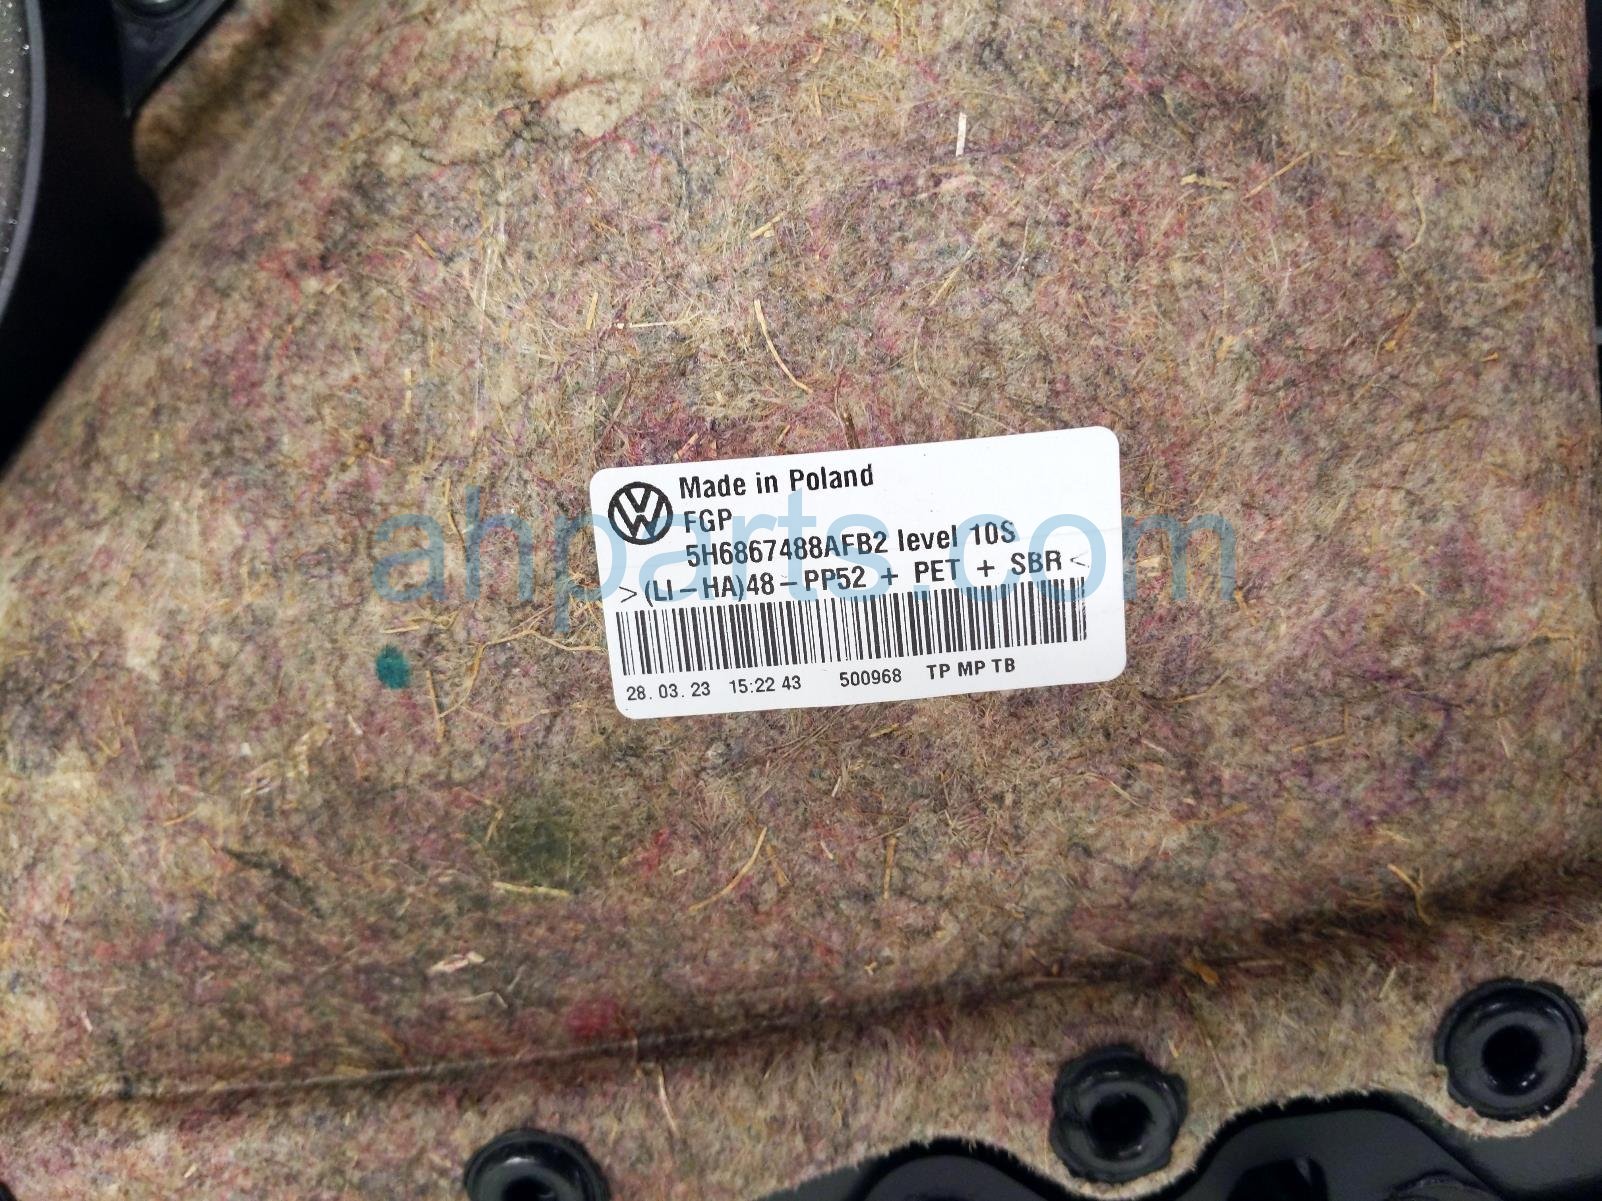 Made in Poland
FGP
5H6867488AFB2 level 10S
>(LI-HA)48-PP52 + PET + SBR<
28. 03. 23 15:22 43 500968 TP MP TB
ahparts.com